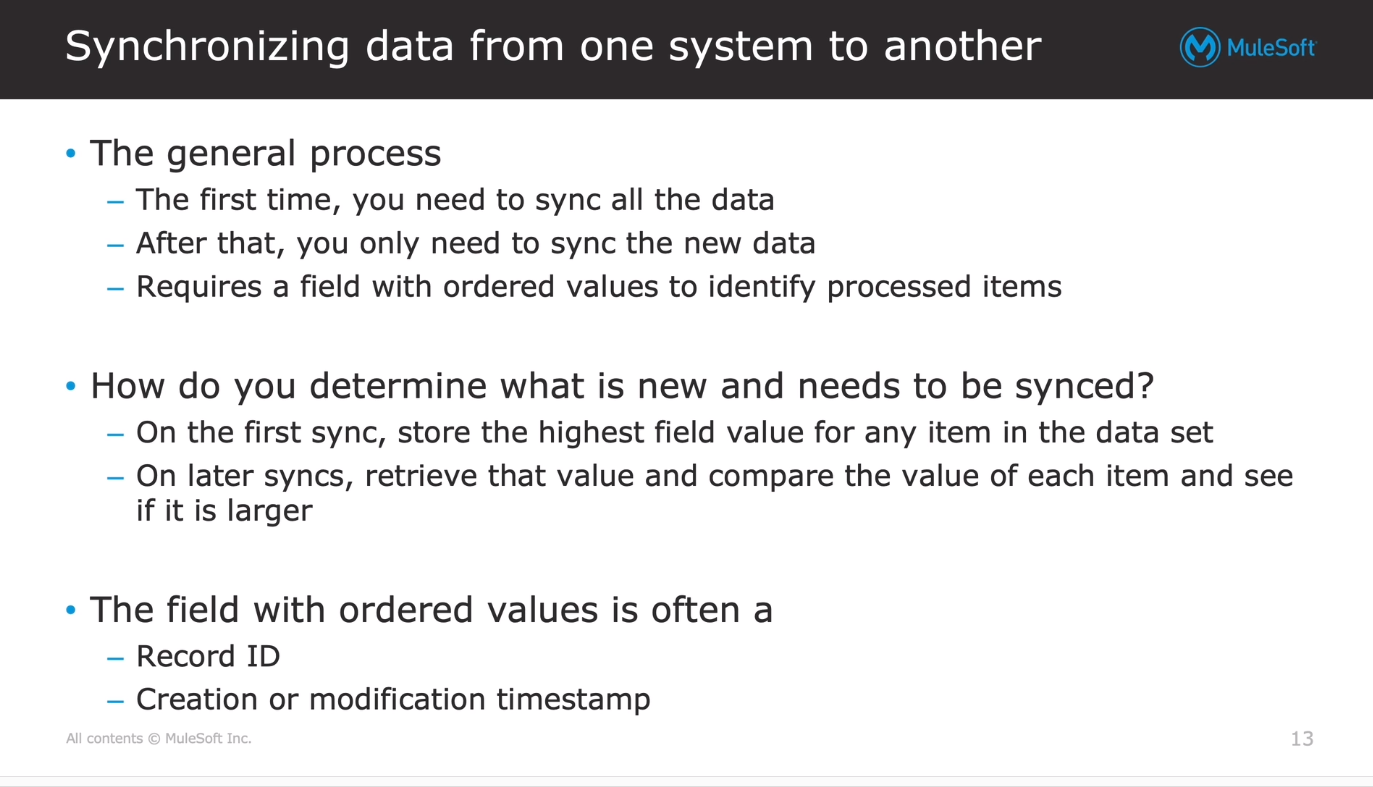 Synchronizing data from one system to another
MuleSoft
• The general process
– The first time, you need to sync all the data
– After that, you only need to sync the new data
– Requires a field with ordered values to identify processed items
• How do you determine what is new and needs to be synced?
– On the first sync, store the highest field value for any item in the data set
– On later syncs, retrieve that value and compare the value of each item and see
if it is larger
• The field with ordered values is often a
– Record ID
– Creation or modification timestamp
All contents © MuleSoft Inc.
13